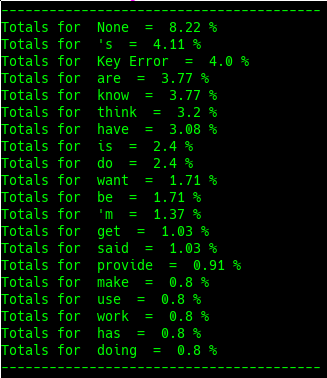 ----------------------------------------
Totals for  None  =  8.22 %
Totals for  's  =  4.11 %
Totals for  Key Error  =  4.0 %
Totals for  are  =  3.77 %
Totals for  know  =  3.77 %
Totals for  think  =  3.2 %
Totals for  have  =  3.08 %
Totals for  is  =  2.4 %
Totals for  do  =  2.4 %
Totals for  want  =  1.71 %
Totals for  be  =  1.71 %
Totals for  'm  =  1.37 %
Totals for  get  =  1.03 %
Totals for  said  =  1.03 %
Totals for  provide  =  0.91 %
Totals for  make  =  0.8 %
Totals for  use  =  0.8 %
Totals for  work  =  0.8 %
Totals for  has  =  0.8 %
Totals for  doing  =  0.8 %
----------------------------------------